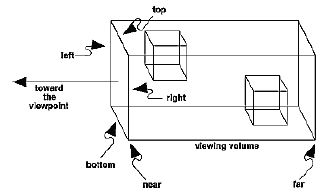 top
left
toward
the
viewpoint
right
bottom
viewing volume
near
far